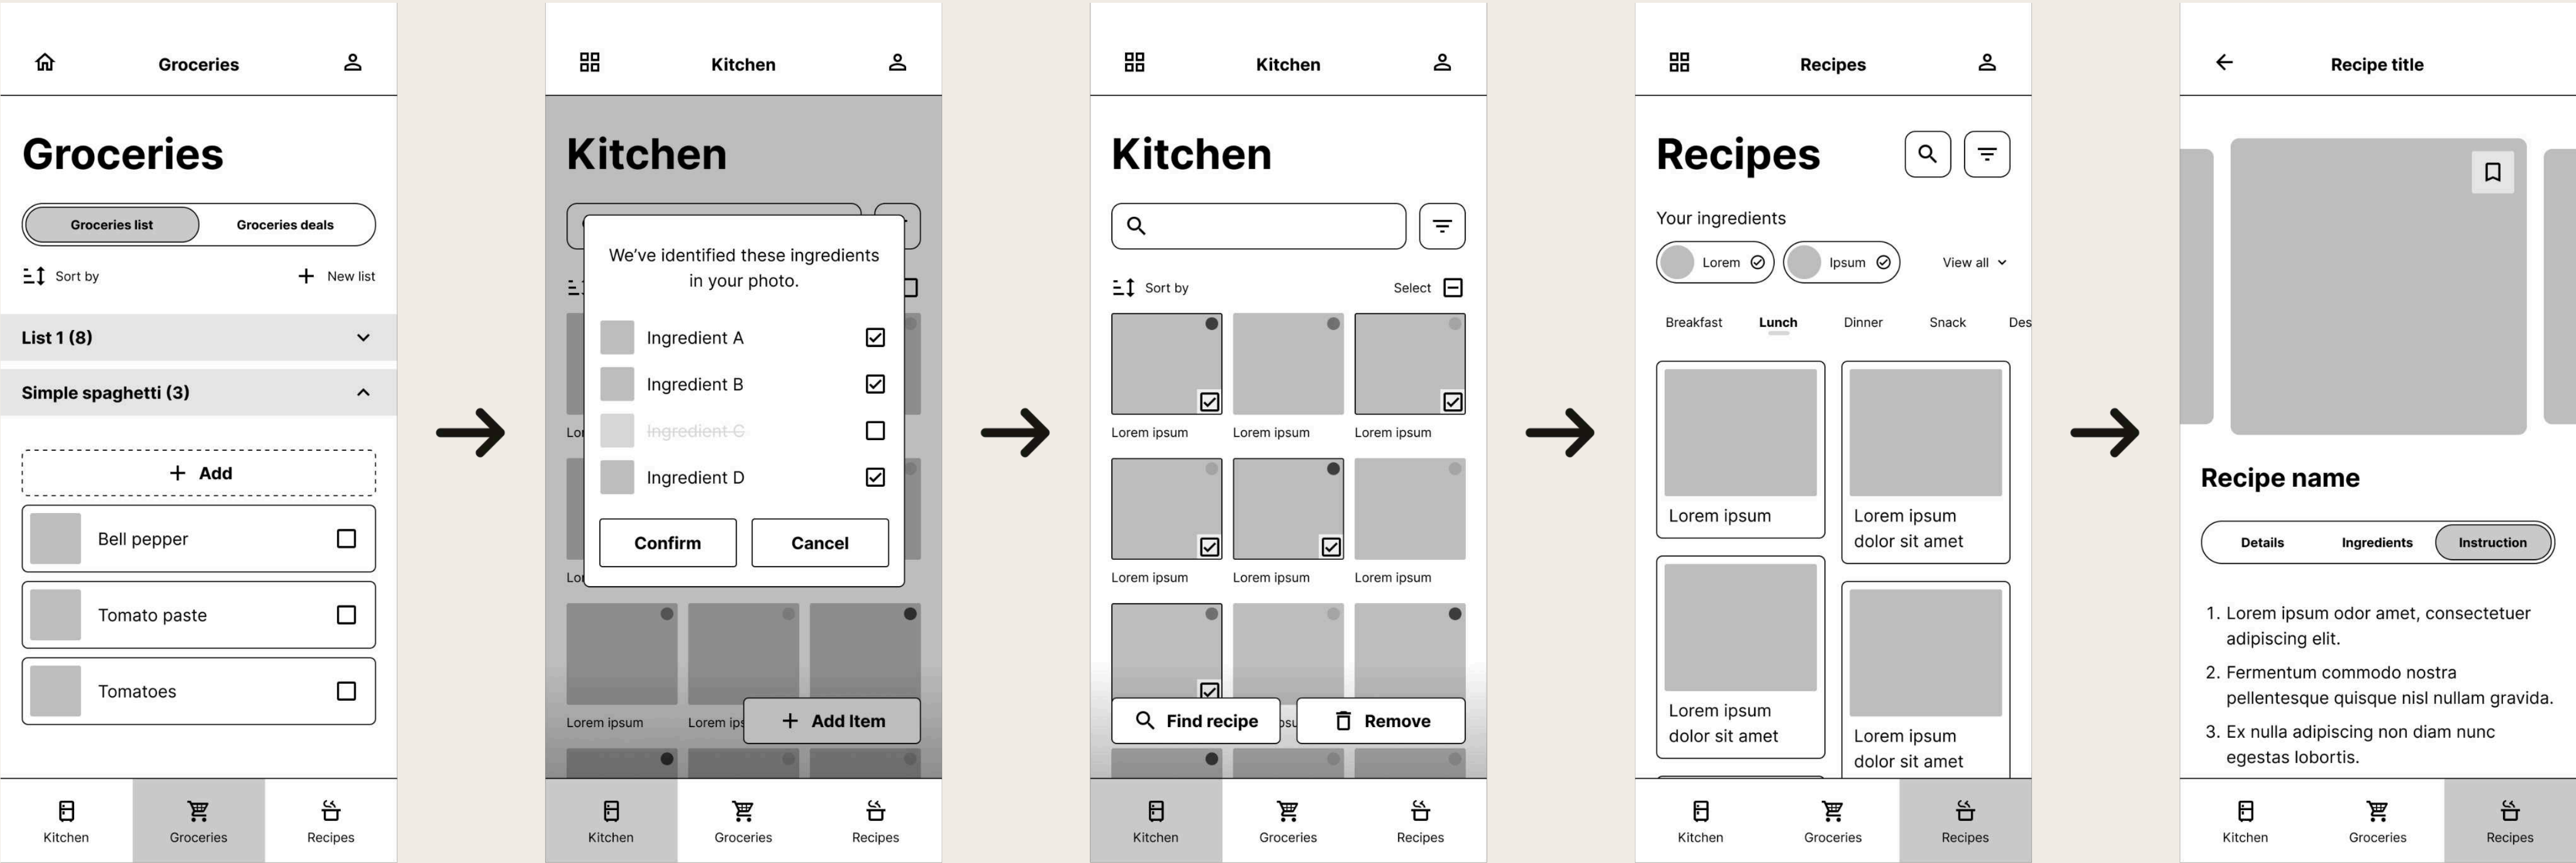 Groceries
Groceries
Groceries list
Groceries deals
Sort by
New list
List 1 (8)
Simple spaghetti (3)
Add
Bell pepper
Tomato paste
Tomatoes
Kitchen
Groceries
Recipes
Kitchen
Kitchen
We’ve identified these ingredients
in your photo.
Ingredient A
Ingredient B
Ingredient C
Ingredient D
Confirm
Cancel
Lor
Lor
Lorem ipsum
Lorem ips
Add Item
Kitchen
Groceries
Recipes
Kitchen
Kitchen
Sort by
Select
Lorem ipsum
Lorem ipsum
Lorem ipsum
Lorem ipsum
Lorem ipsum
Lorem ipsum
Find recipe
psu
Remove
Kitchen
Groceries
Recipes
Recipes
Recipes
Your ingredients
Lorem
Ipsum
View all
Breakfast
Lunch
Dinner
Snack
Des
Lorem ipsum
Lorem ipsum
dolor sit amet
Lorem ipsum
dolor sit amet
Lorem ipsum
dolor sit amet
Kitchen
Groceries
Recipes
Recipe title
Recipe name
Details
Ingredients
Instruction
1. Lorem ipsum odor amet, consectetuer
adipiscing elit.
2. Fermentum commodo nostra
pellentesque quisque nisl nullam gravida.
3. Ex nulla adipiscing non diam nunc
egestas lobortis.
Kitchen
Groceries
Recipes